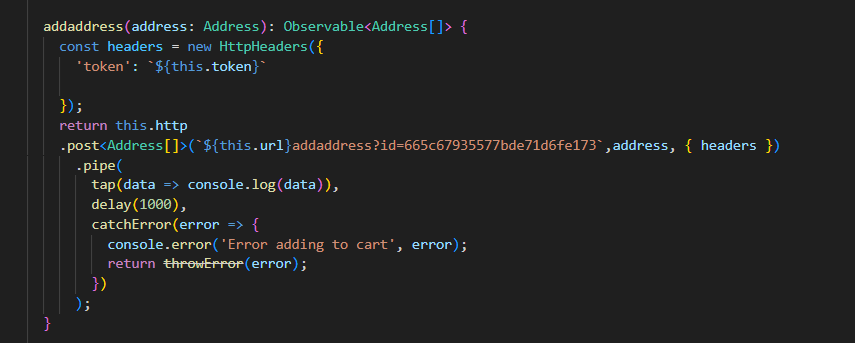 addaddress(address: Address): Observable<Address[]> {
const headers = new HttpHeaders({
'token': `${this.token}`
});
return this.http
.post<Address[]>(`${this.url}addaddress?id=665c67935577bde71d6fe173`,address, { headers })
.pipe(
tap(data => console.log(data)),
delay(1000),
catchError(error => {
console.error('Error adding to cart', error);
return throwError(error);
})
);
}